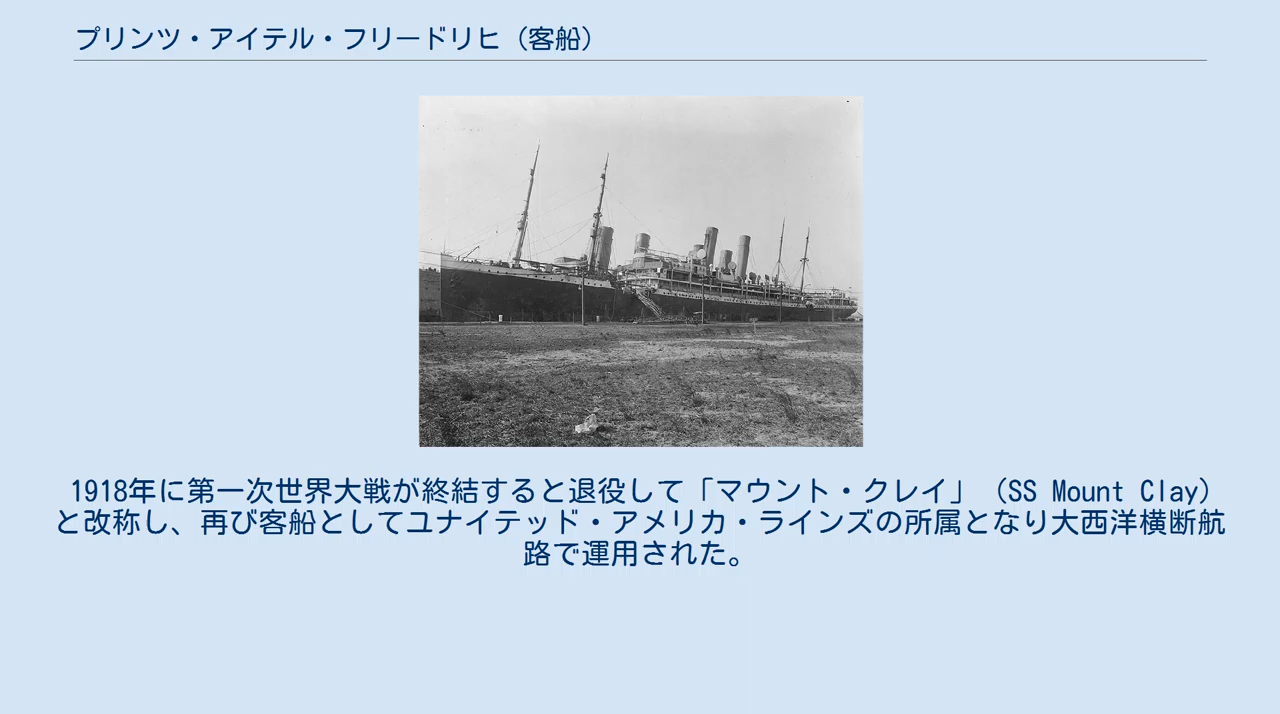 プリンツ・アイテル・フリードリヒ（客船）
1918年に第一次世界大戦が終結すると退役して「マウント・クレイ」（SS Mount Clay）
と改称し、再び客船としてユナイテッド・アメリカ・ラインズの所属となり大西洋横断航
路で運用された。